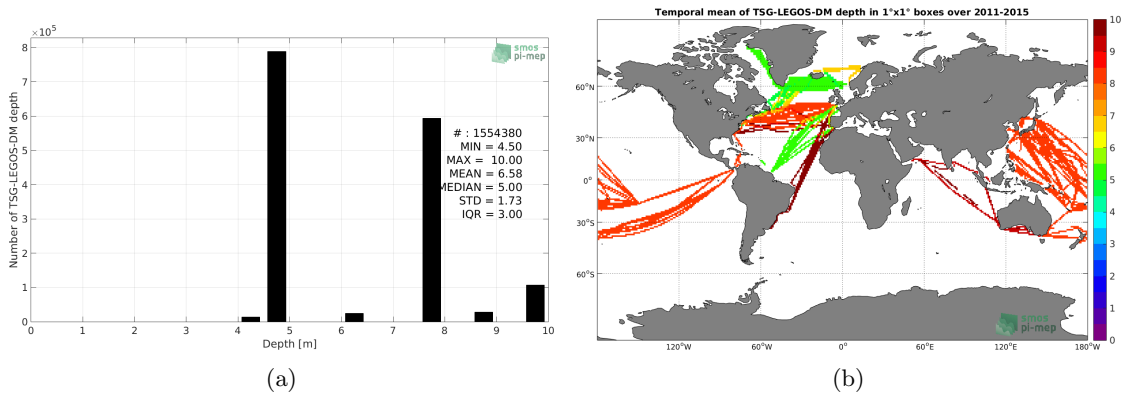 ×10⁵
8
7
6
5
4
3
2
1
0
Number of TSG-LEGOS-DM depth
smos
pi-mep
# : 1554380
MIN = 4.50
MAX = 10.00
MEAN = 6.58
MEDIAN = 5.00
STD = 1.73
IQR = 3.00
0 1 2 3 4 5 6 7 8 9 10
Depth [m]
(a)
Temporal mean of TSG-LEGOS-DM depth in 1°x1° boxes over 2011-2015
60°N
30°N
0°
30°S
60°S
smos
pi-mep
120°W 60°W 0° 60°E 120°E 180°W
10
9
8
7
6
5
4
3
2
1
0
(b)